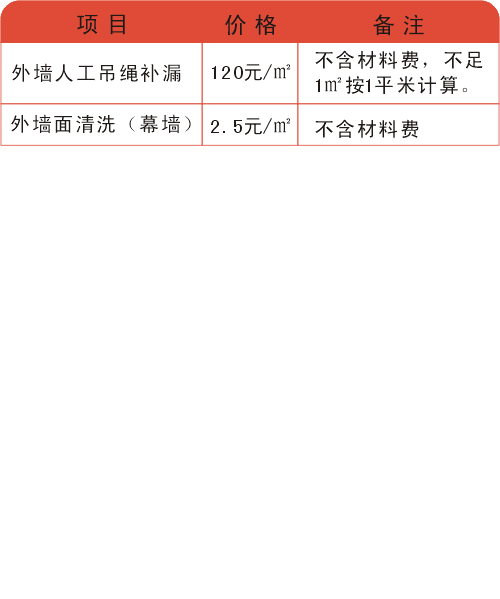 项目 价格 备注
外墙人工吊绳补漏 120元/㎡ 不含材料费，不足
1㎡按1平米计算。
外墙面清洗（幕墙） 2.5元/㎡ 不含材料费